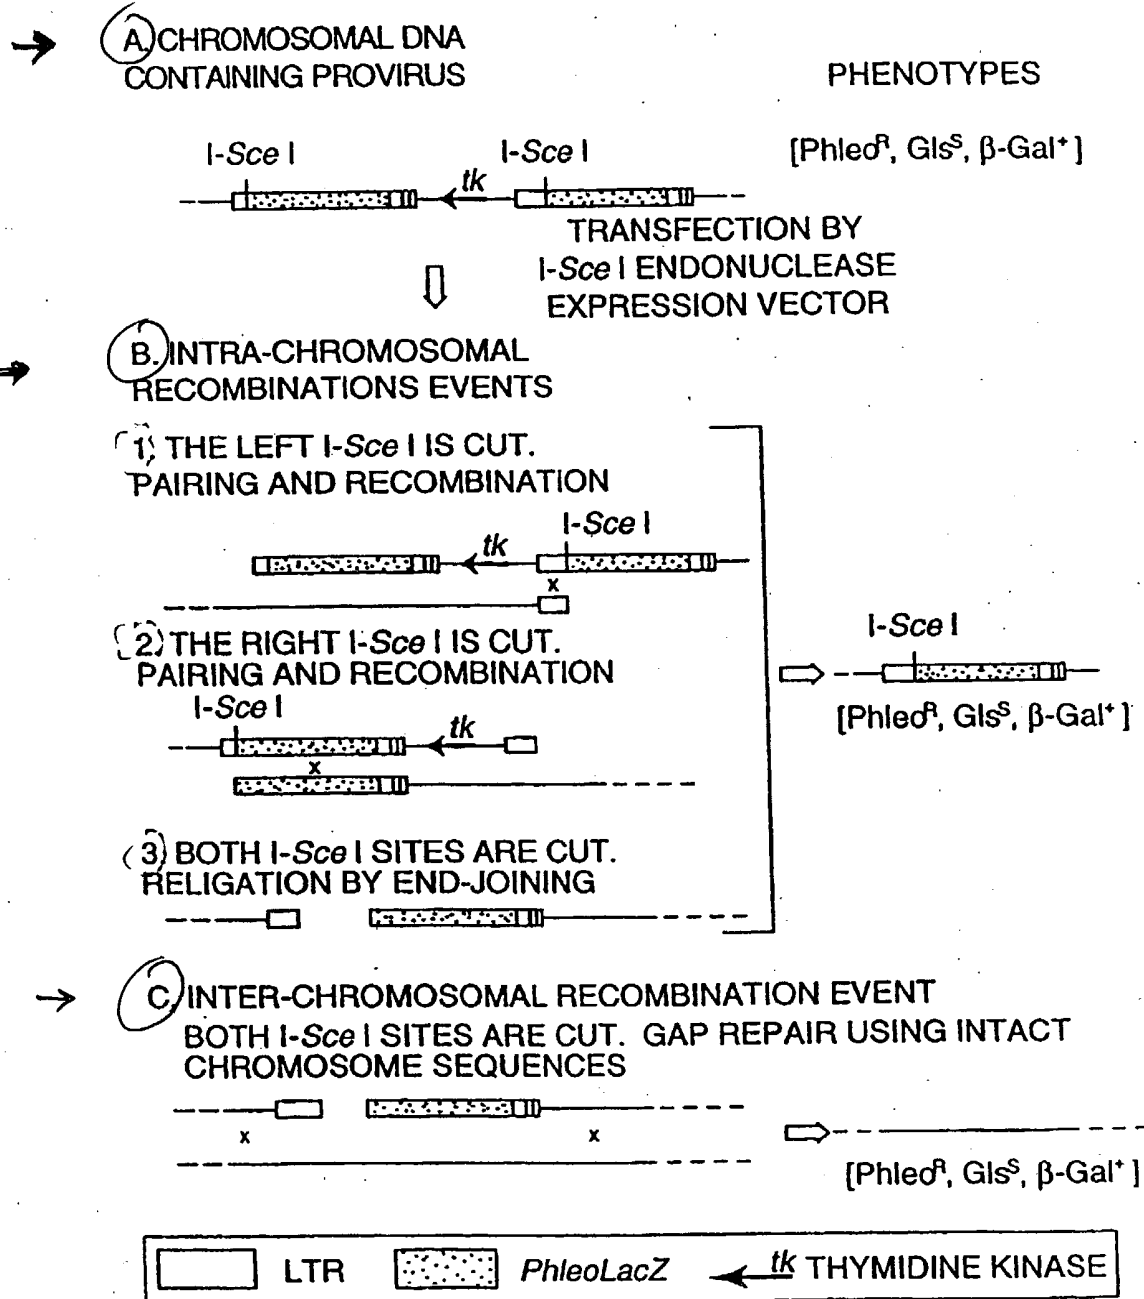 A. CHROMOSOMAL DNA
CONTAINING PROVIRUS
PHENOTYPES
I-Sce I
I-Sce I
[Phleoᴿ, Glsˢ, β-Gal⁺]
tk
TRANSFECTION BY
I-Sce I ENDONUCLEASE
EXPRESSION VECTOR
B. INTRA-CHROMOSOMAL
RECOMBINATIONS EVENTS
1) THE LEFT I-Sce I IS CUT.
PAIRING AND RECOMBINATION
I-Sce I
tk
x
2) THE RIGHT I-Sce I IS CUT.
PAIRING AND RECOMBINATION
I-Sce I
tk
x
I-Sce I
[Phleoᴿ, Glsˢ, β-Gal⁺]
3) BOTH I-Sce I SITES ARE CUT.
RELIGATION BY END-JOINING
C. INTER-CHROMOSOMAL RECOMBINATION EVENT
BOTH I-Sce I SITES ARE CUT. GAP REPAIR USING INTACT
CHROMOSOME SEQUENCES
x x
[Phleoᴿ, Glsˢ, β-Gal⁺]
LTR PhleoLacZ tk THYMIDINE KINASE